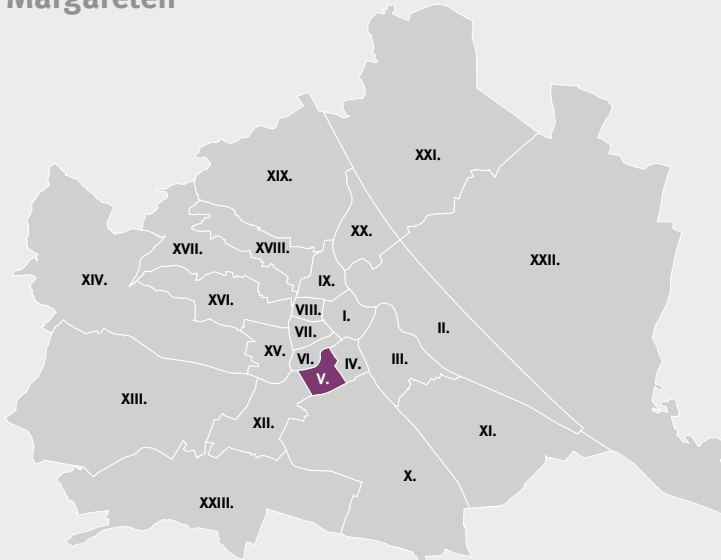 Margareten
XXI.
XIX.
XX.
XVIII.
XVII.
XXII.
XIV.
IX.
XVI.
VIII.
I.
II.
VII.
XV.
VI.
IV.
III.
V.
XIII.
XII.
XI.
X.
XXIII.